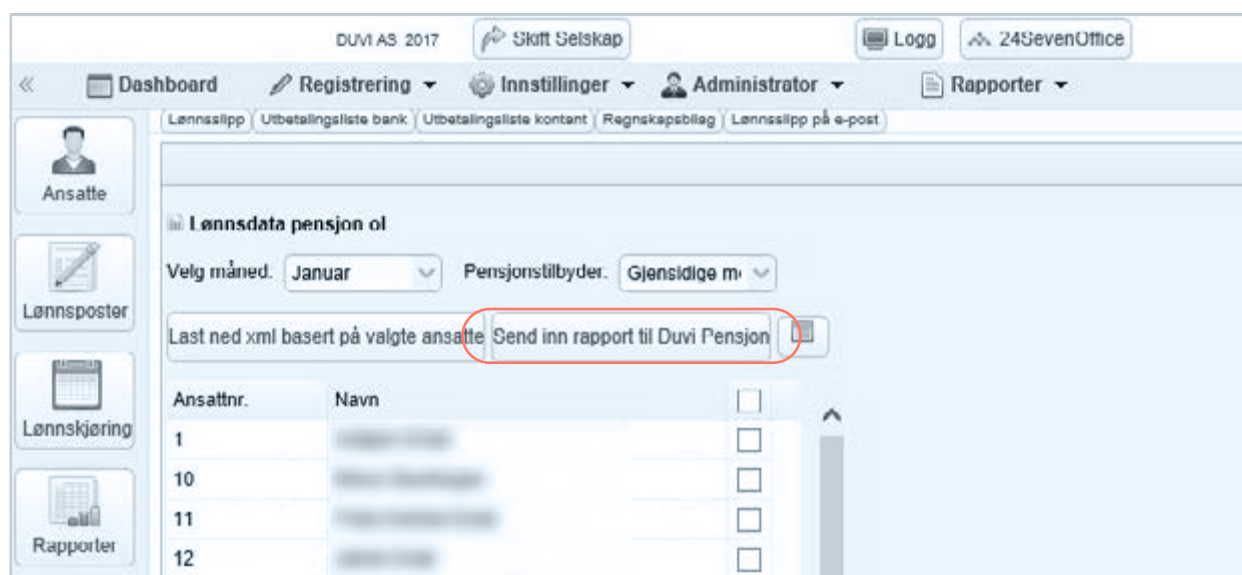 DUVI AS 2017 Skift Selskap Logg 24SevenOffice
« Dashboard Registrering Innstillinger Administrator Rapporter
Lønnsslipp Utbetalingsliste bank Utbetalingsliste kontant Regnskapsbilag Lønnsslipp på e-post
Ansatte
Lønnsdata pensjon ol
Velg måned: Januar Pensjonstilbyder: Gjensidige m
Lønnsposter
Last ned xml basert på valgte ansatte Send inn rapport til Duvi Pensjon
Ansattnr. Navn
Lønnskjøring
1
10
11
Rapporter
12